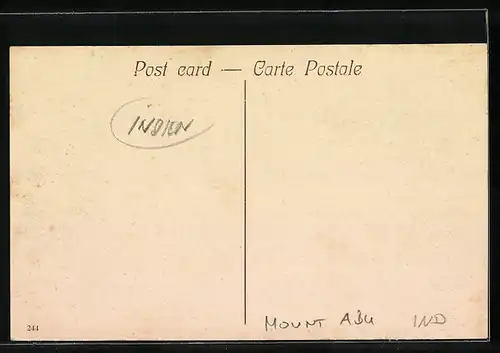 Post card — Carte Postale
INDIEN
244
MOUNT ABU IND